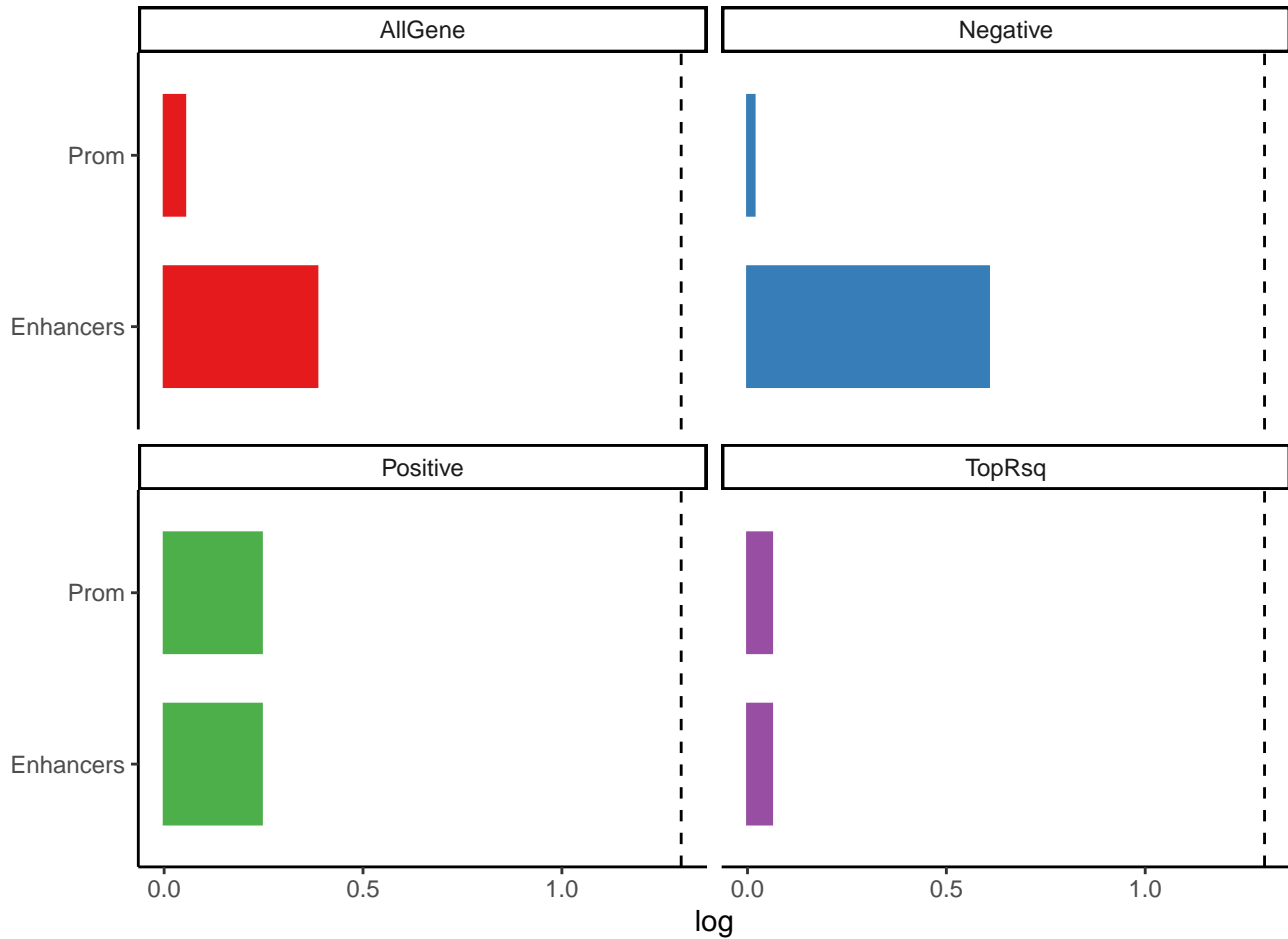 AllGene
Negative
Prom
Enhancers
Positive
TopRsq
Prom
Enhancers
0.0 0.5 1.0
0.0 0.5 1.0
log